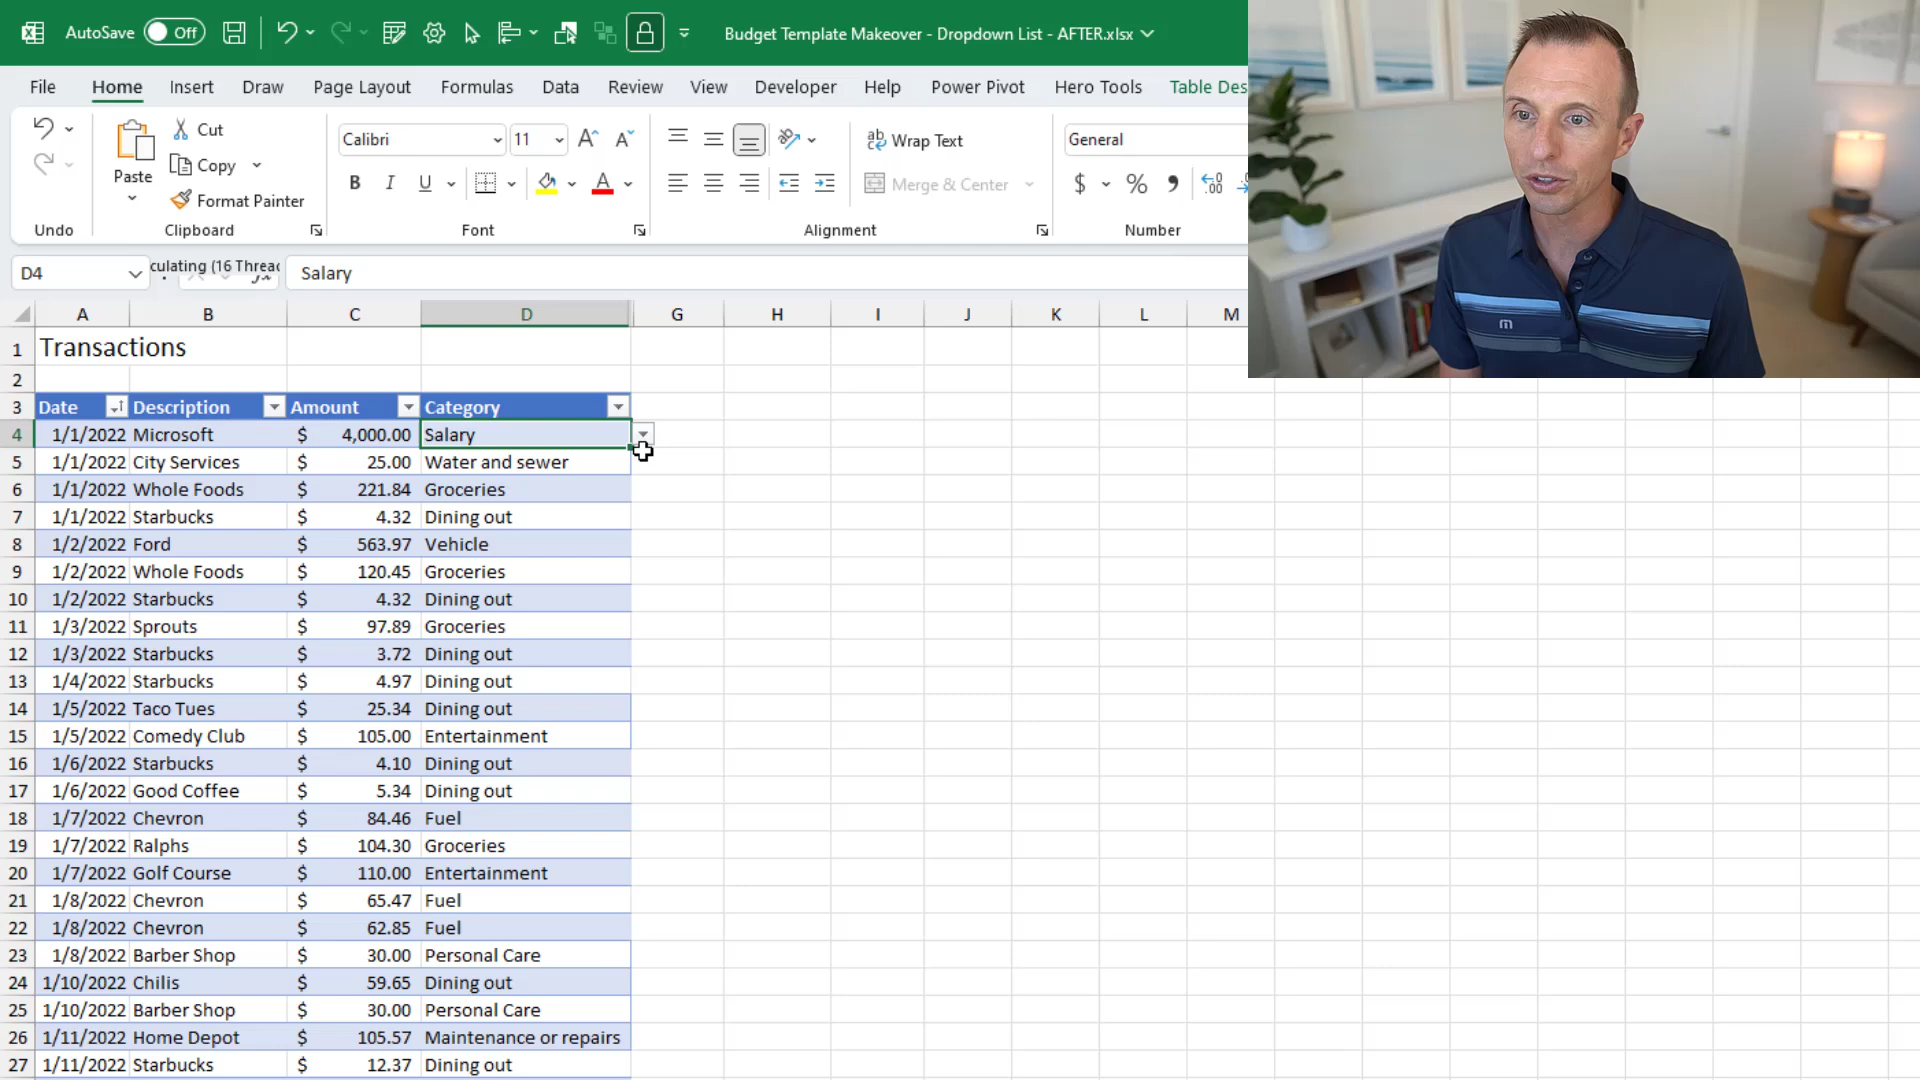 AutoSave Off Budget Template Makeover - Dropdown List - AFTER.xlsx
File Home Insert Draw Page Layout Formulas Data Review View Developer Help Power Pivot Hero Tools Table Des
Cut
Copy
Format Painter
Paste
Calibri 11
B I U A
ab Wrap Text
Merge & Center
General
$ % 9 .00
Undo Clipboard Font Alignment Number
D4 culating (16 Threac fx Salary
A B C D G H I J K L M
1 Transactions
2
3 Date Description Amount Category
4 1/1/2022 Microsoft $ 4,000.00 Salary
5 1/1/2022 City Services $ 25.00 Water and sewer
6 1/1/2022 Whole Foods $ 221.84 Groceries
7 1/1/2022 Starbucks $ 4.32 Dining out
8 1/2/2022 Ford $ 563.97 Vehicle
9 1/2/2022 Whole Foods $ 120.45 Groceries
10 1/2/2022 Starbucks $ 4.32 Dining out
11 1/3/2022 Sprouts $ 97.89 Groceries
12 1/3/2022 Starbucks $ 3.72 Dining out
13 1/4/2022 Starbucks $ 4.97 Dining out
14 1/5/2022 Taco Tues $ 25.34 Dining out
15 1/5/2022 Comedy Club $ 105.00 Entertainment
16 1/6/2022 Starbucks $ 4.10 Dining out
17 1/6/2022 Good Coffee $ 5.34 Dining out
18 1/7/2022 Chevron $ 84.46 Fuel
19 1/7/2022 Ralphs $ 104.30 Groceries
20 1/7/2022 Golf Course $ 110.00 Entertainment
21 1/8/2022 Chevron $ 65.47 Fuel
22 1/8/2022 Chevron $ 62.85 Fuel
23 1/8/2022 Barber Shop $ 30.00 Personal Care
24 1/10/2022 Chilis $ 59.65 Dining out
25 1/10/2022 Barber Shop $ 30.00 Personal Care
26 1/11/2022 Home Depot $ 105.57 Maintenance or repairs
27 1/11/2022 Starbucks $ 12.37 Dining out